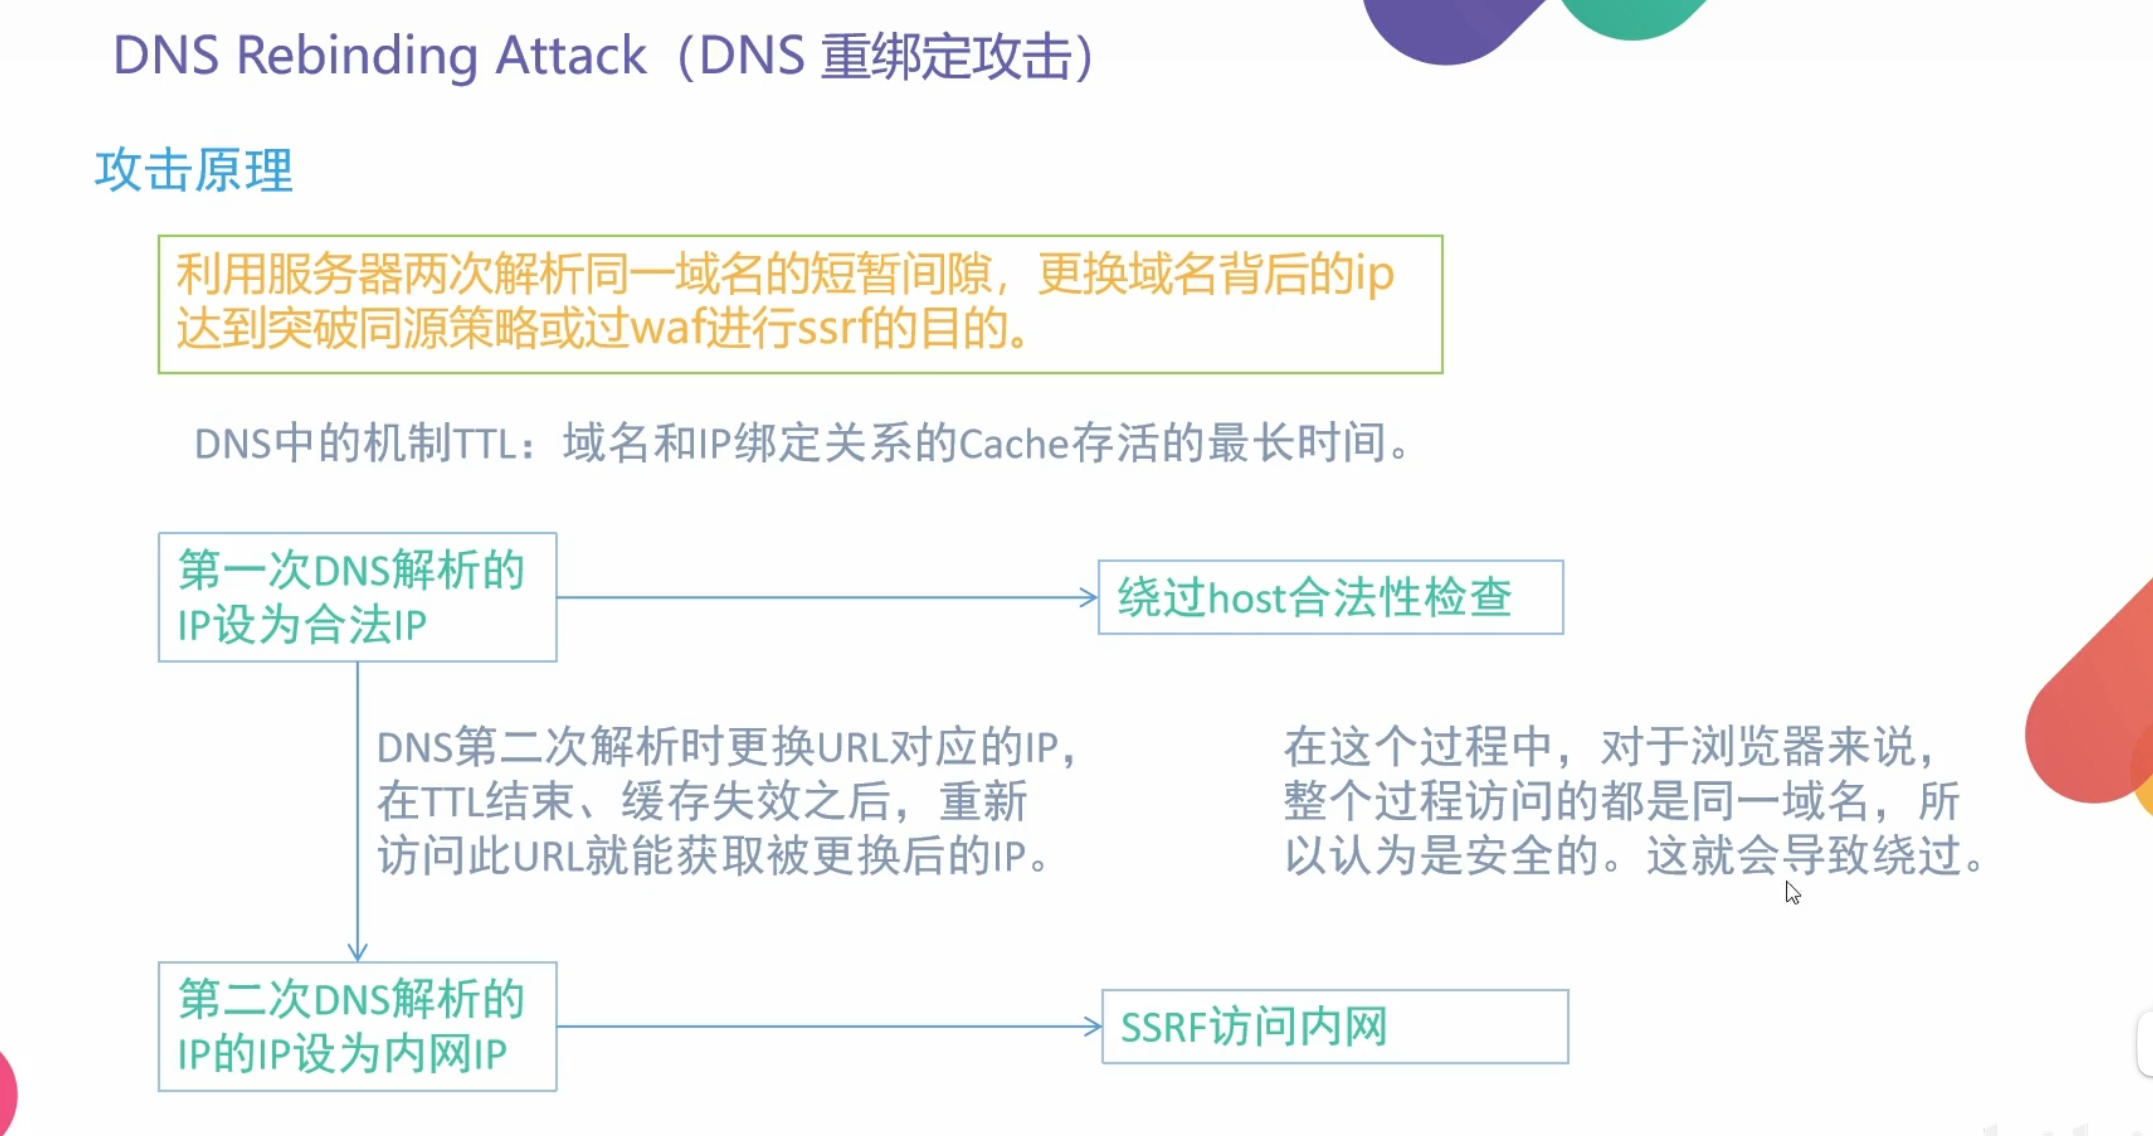 DNS Rebinding Attack（DNS 重绑定攻击）
攻击原理
利用服务器两次解析同一域名的短暂间隙，更换域名背后的ip
达到突破同源策略或过waf进行ssrf的目的。
DNS中的机制TTL：域名和IP绑定关系的Cache存活的最长时间。
第一次DNS解析的
IP设为合法IP
绕过host合法性检查
DNS第二次解析时更换URL对应的IP，
在TTL结束、缓存失效之后，重新
访问此URL就能获取被更换后的IP。
在这个过程中，对于浏览器来说，
整个过程访问的都是同一域名，所
以认为是安全的。这就会导致绕过。
第二次DNS解析的
IP的IP设为内网IP
SSRF访问内网